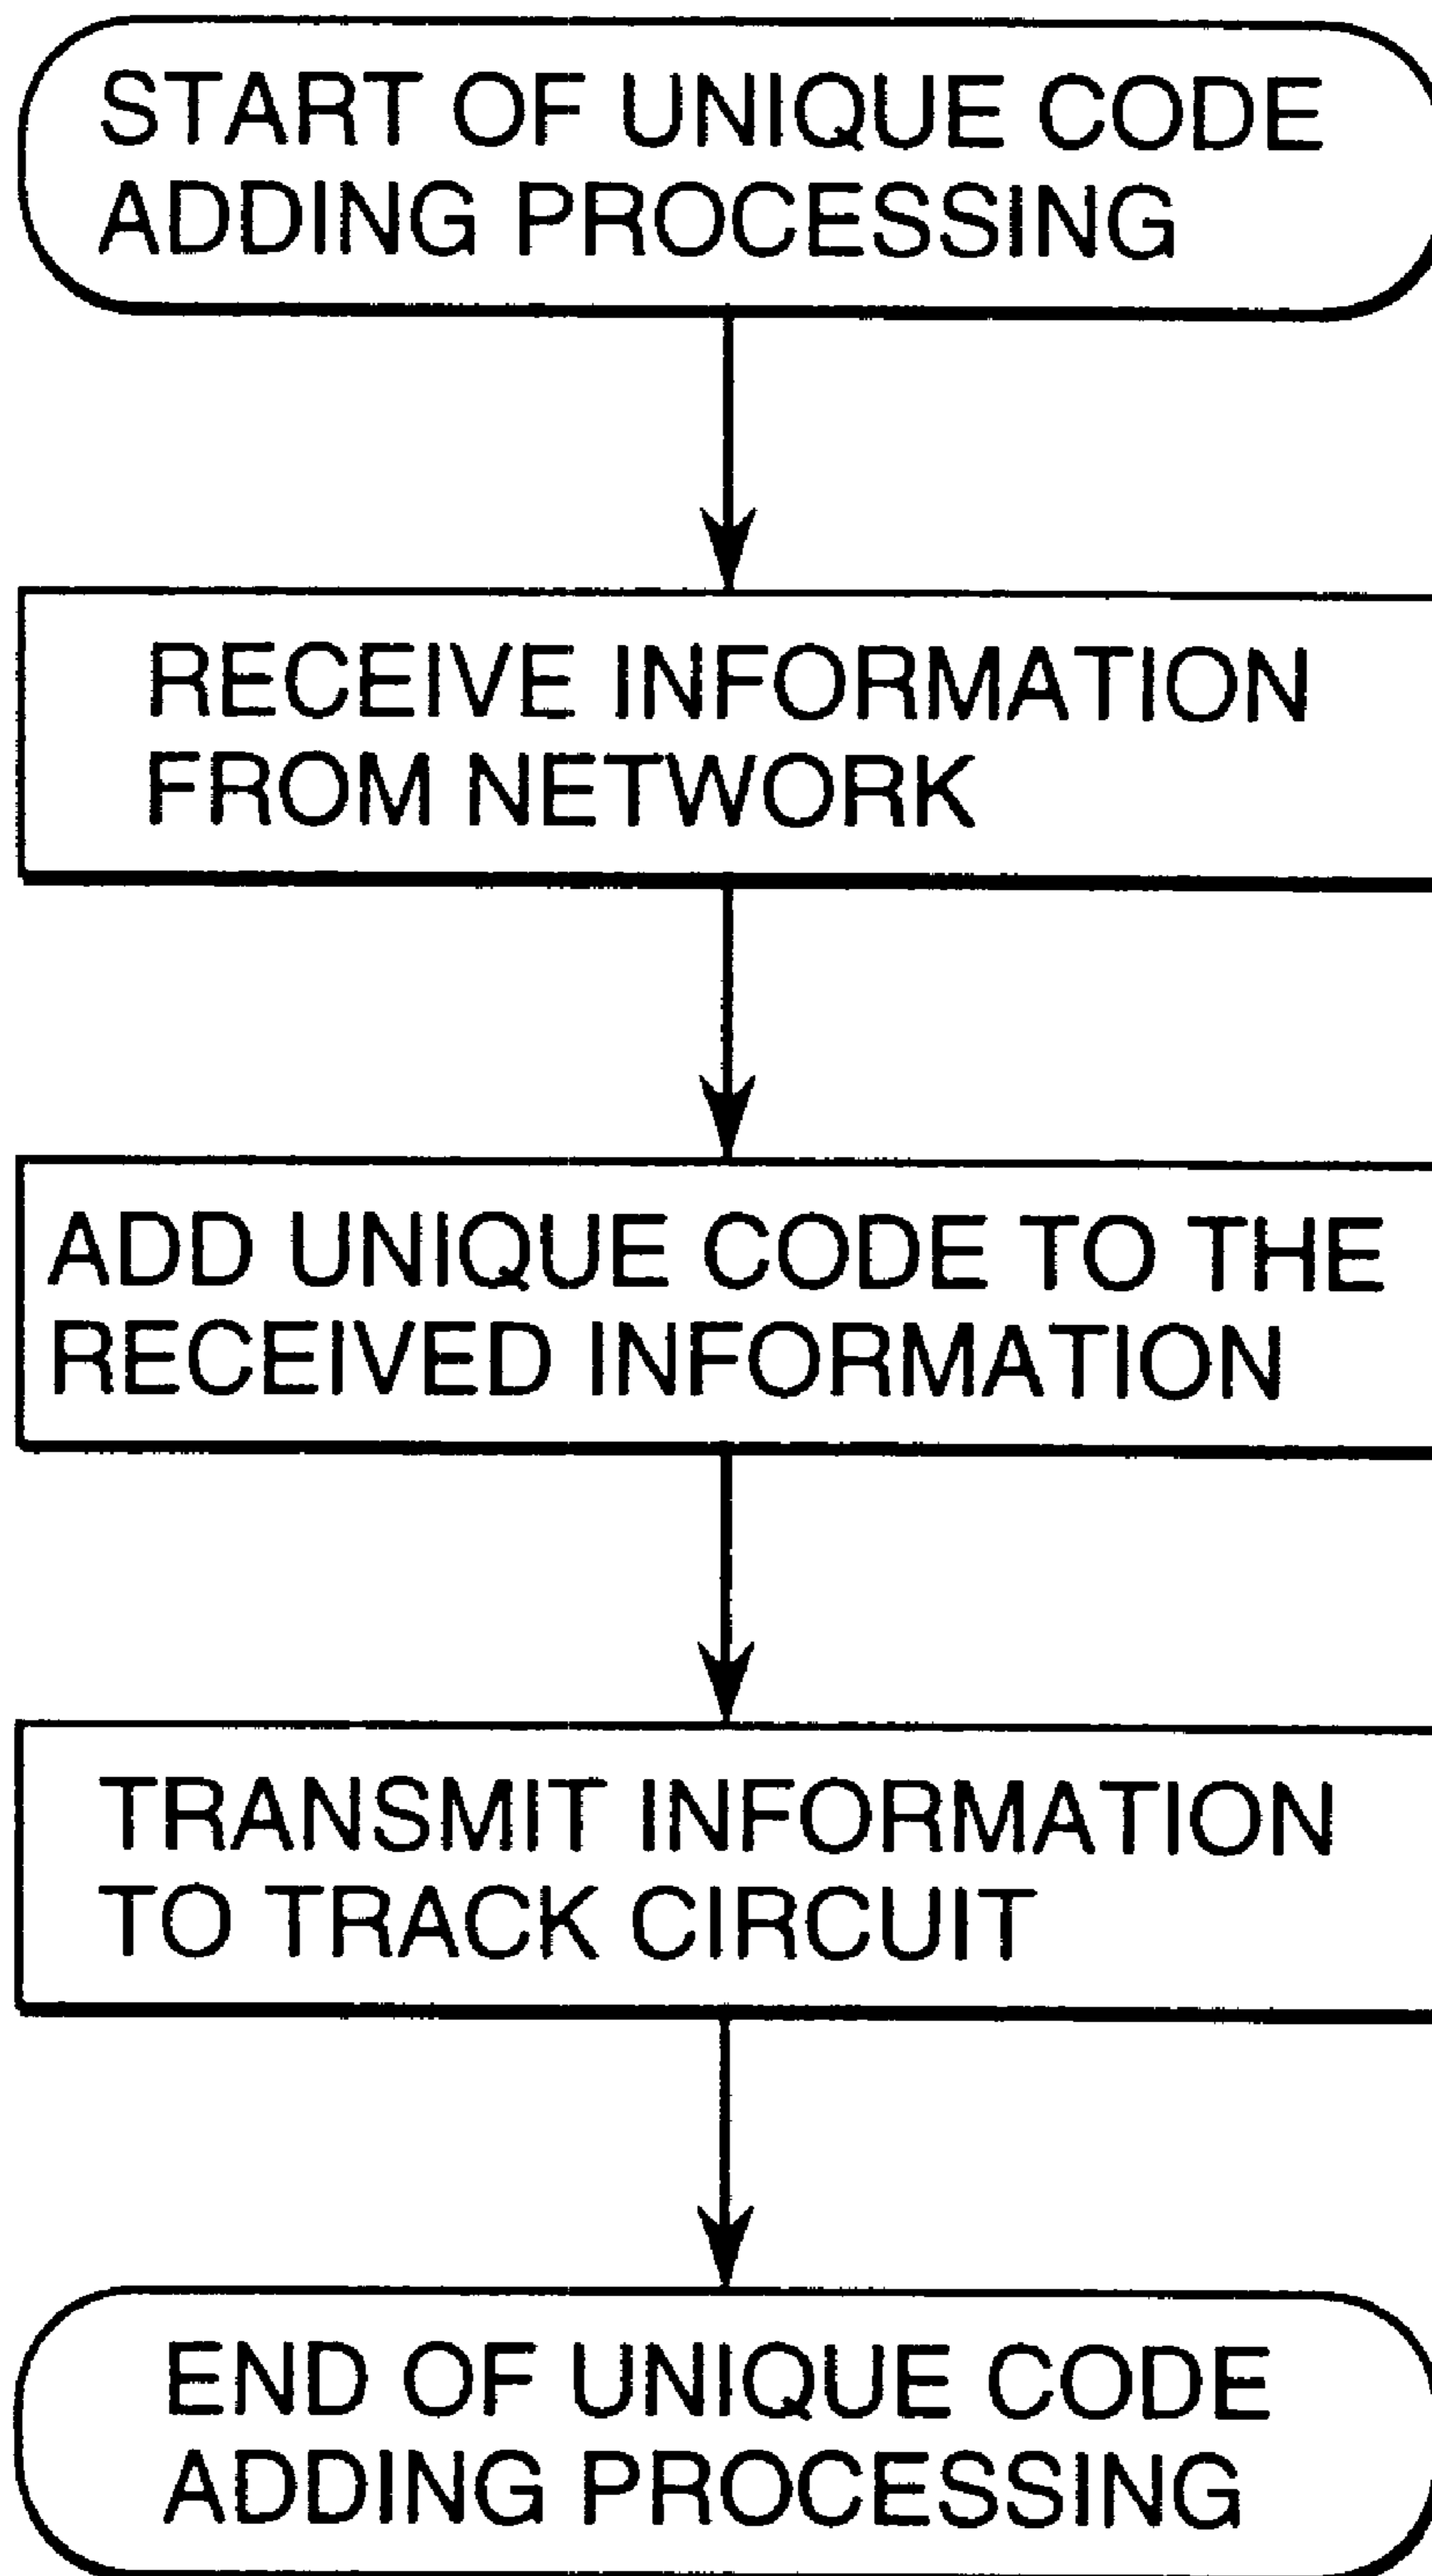 START OF UNIQUE CODE
ADDING PROCESSING
RECEIVE INFORMATION
FROM NETWORK
ADD UNIQUE CODE TO THE
RECEIVED INFORMATION
TRANSMIT INFORMATION
TO TRACK CIRCUIT
END OF UNIQUE CODE
ADDING PROCESSING